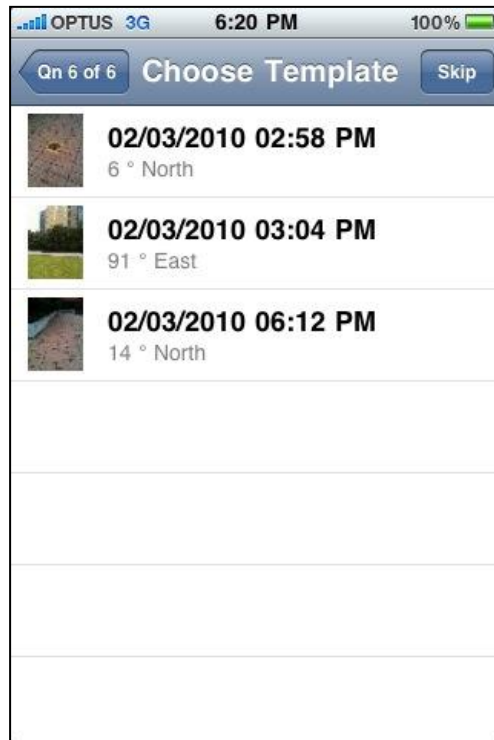 OPTUS 3G 6:20 PM 100%
Qn 6 of 6 Choose Template Skip
02/03/2010 02:58 PM
6 ° North
02/03/2010 03:04 PM
91 ° East
02/03/2010 06:12 PM
14 ° North